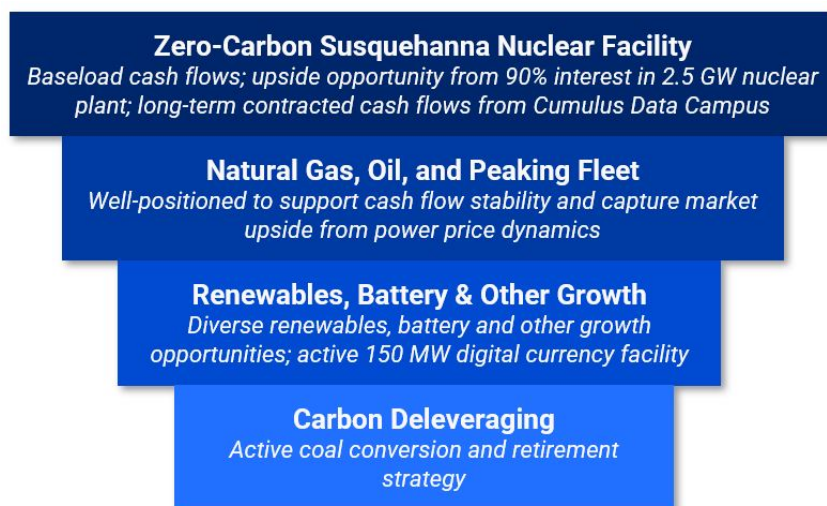 Zero-Carbon Susquehanna Nuclear Facility
Baseload cash flows; upside opportunity from 90% interest in 2.5 GW nuclear
plant; long-term contracted cash flows from Cumulus Data Campus
Natural Gas, Oil, and Peaking Fleet
Well-positioned to support cash flow stability and capture market
upside from power price dynamics
Renewables, Battery & Other Growth
Diverse renewables, battery and other growth
opportunities; active 150 MW digital currency facility
Carbon Deleveraging
Active coal conversion and retirement
strategy